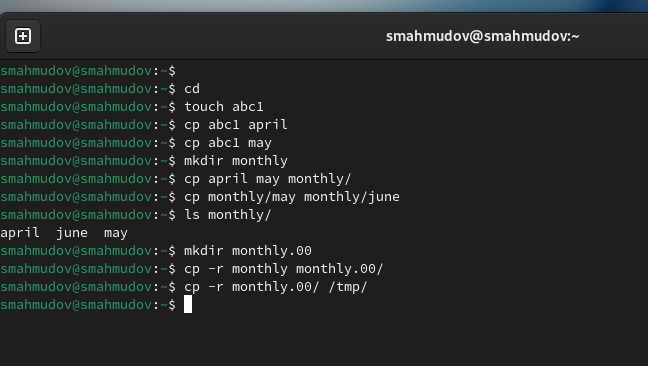 smahmudov@smahmudov:~
smahmudov@smahmudov:~$
smahmudov@smahmudov:~$ cd
smahmudov@smahmudov:~$ touch abc1
smahmudov@smahmudov:~$ cp abc1 april
smahmudov@smahmudov:~$ cp abc1 may
smahmudov@smahmudov:~$ mkdir monthly
smahmudov@smahmudov:~$ cp april may monthly/
smahmudov@smahmudov:~$ cp monthly/may monthly/june
smahmudov@smahmudov:~$ ls monthly/
april  june  may
smahmudov@smahmudov:~$ mkdir monthly.00
smahmudov@smahmudov:~$ cp -r monthly monthly.00/
smahmudov@smahmudov:~$ cp -r monthly.00/ /tmp/
smahmudov@smahmudov:~$